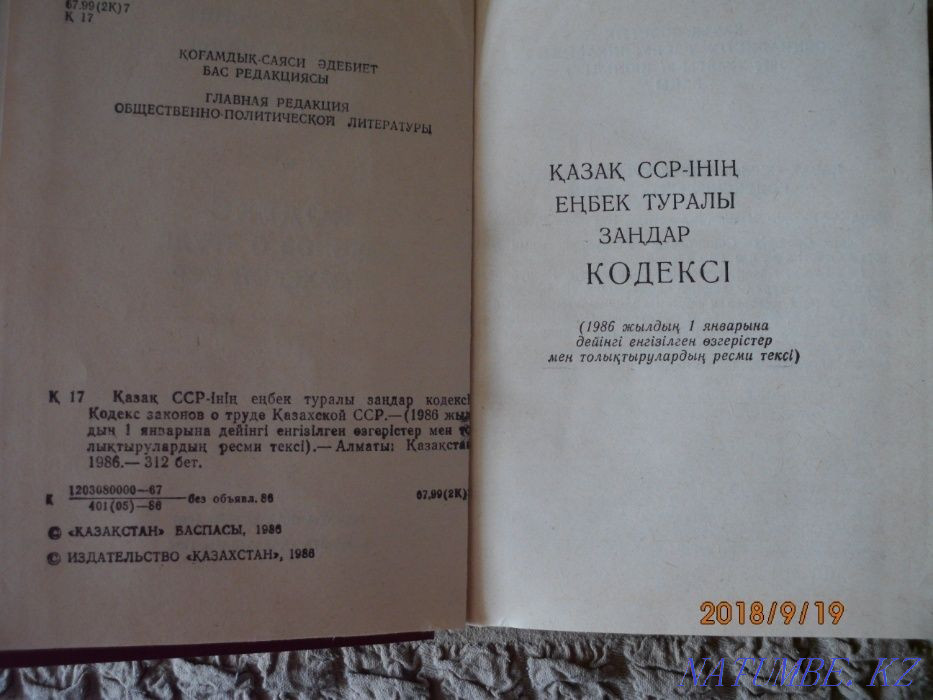 67.99(2К)7
Қ 17
ҚОҒАМДЫҚ-САЯСИ ӘДЕБИЕТ
БАС РЕДАКЦИЯСЫ
ГЛАВНАЯ РЕДАКЦИЯ
ОБЩЕСТВЕННО-ПОЛИТИЧЕСКОЙ ЛИТЕРАТУРЫ
Қ 17 Қазақ ССР-інің еңбек туралы заңдар кодексі
Кодекс законов о труде Казахской ССР.—(1986 жыл
дың 1 январына дейінгі енгізілген өзгерістер мен то
лықтырулардың ресми тексі).— Алматы: Қазақстан
1986.— 312 бет.
К 1203080000—67
401(05)—86 без объявл. 86 67.99(2К)
© «ҚАЗАҚСТАН» БАСПАСЫ, 1986
© ИЗДАТЕЛЬСТВО «КАЗАХСТАН», 1986
ҚАЗАҚ ССР-ІНІҢ
ЕҢБЕК ТУРАЛЫ
ЗАҢДАР
КОДЕКСІ
(1986 жылдың 1 январына
дейінгі енгізілген өзгерістер
мен толықтырулардың ресми тексі)
2018/9/19
NATUMBE. KZ